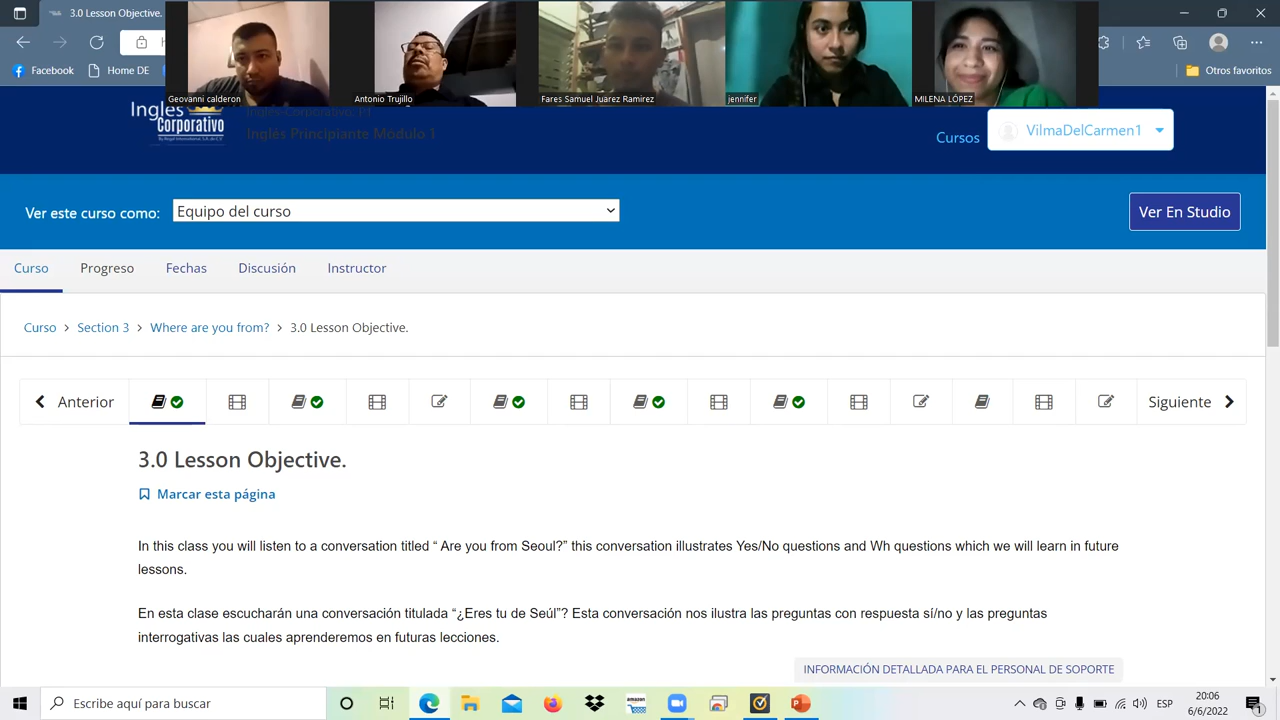 3.0 Lesson Objective. | Where are
Geovanni calderon
Antonio Trujillo
Fares Samuel Juarez Ramirez
jennifer
MILENA LÓPEZ
Facebook
Home DE
Otros favoritos
Inglés
Corporativo
Inglés Principiante Módulo 1
Cursos
VilmaDelCarmen1
Ver este curso como:
Equipo del curso
Ver En Studio
Curso
Progreso
Fechas
Discusión
Instructor
Curso > Section 3 > Where are you from? > 3.0 Lesson Objective.
Anterior
Siguiente
3.0 Lesson Objective.
Marcar esta página
In this class you will listen to a conversation titled “ Are you from Seoul?” this conversation illustrates Yes/No questions and Wh questions which we will learn in future
lessons.
En esta clase escucharán una conversación titulada “¿Eres tu de Seúl”? Esta conversación nos ilustra las preguntas con respuesta sí/no y las preguntas
interrogativas las cuales aprenderemos en futuras lecciones.
INFORMACIÓN DETALLADA PARA EL PERSONAL DE SOPORTE
Escribe aquí para buscar
amazon
ESP
20:06
6/6/2022
1